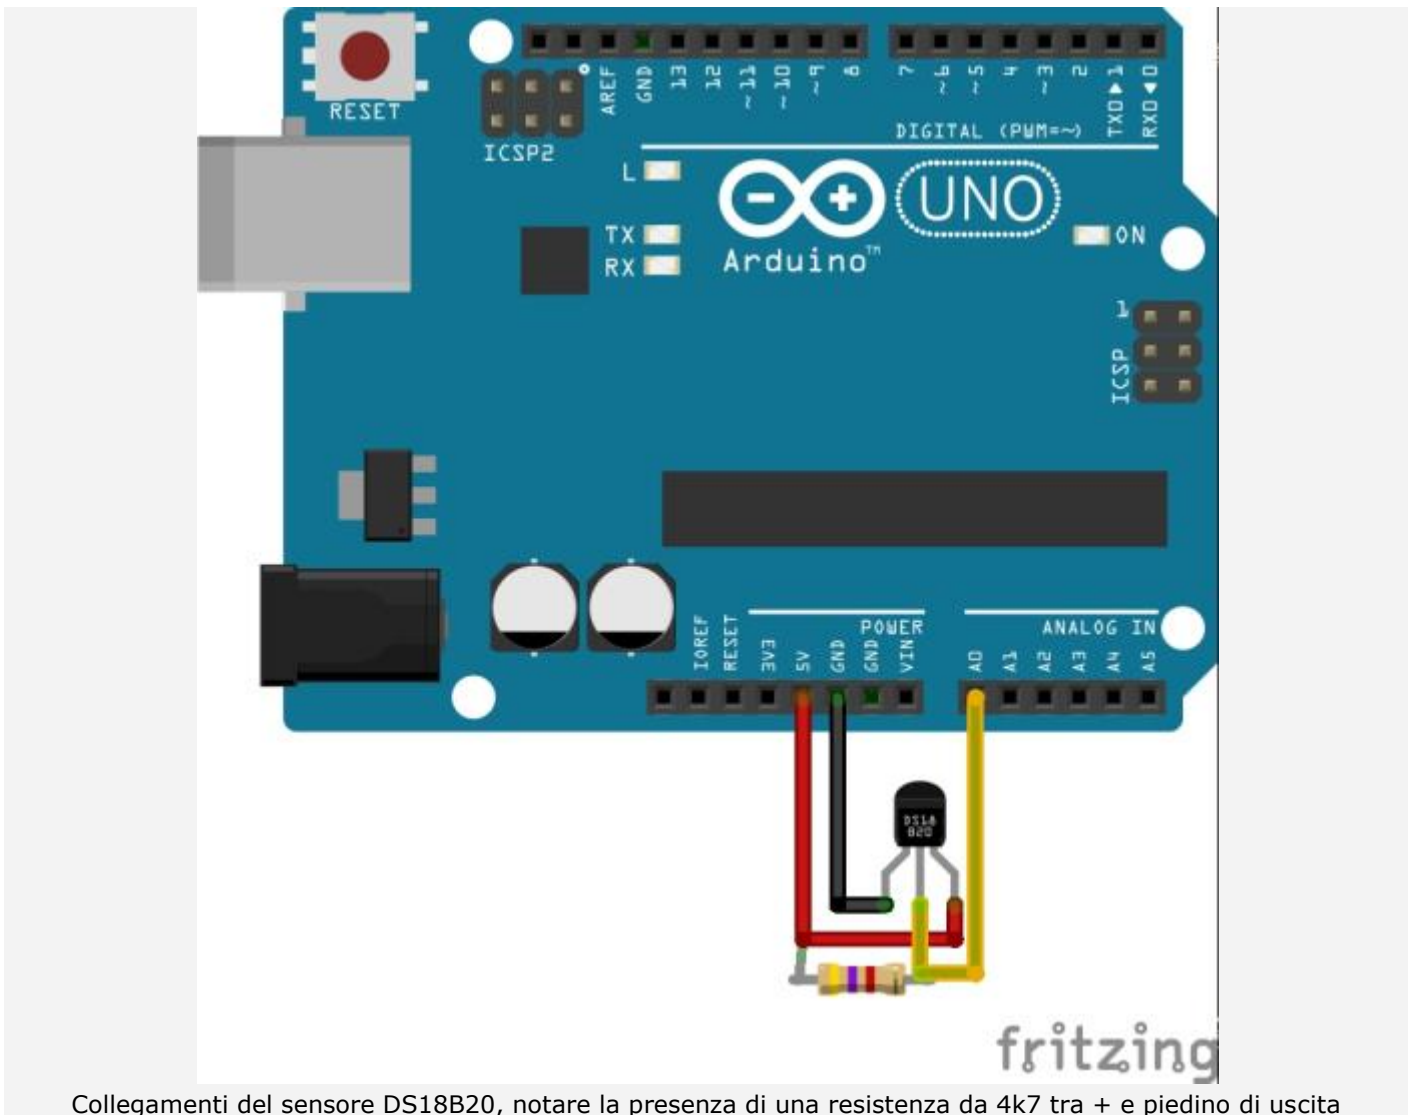 RESET
ICSP2
AREF
GND
13
12
~11
~10
~9
8
7
~6
~5
4
~3
2
TX0▶1
RX0◀0
DIGITAL (PWM=~)
L
TX
RX
Arduino™
UNO
ON
1
ICSP
POWER
ANALOG IN
IOREF
RESET
3V3
5V
GND
GND
VIN
A0
A1
A2
A3
A4
A5
DS18
B20
fritzing
Collegamenti del sensore DS18B20, notare la presenza di una resistenza da 4k7 tra + e piedino di uscita